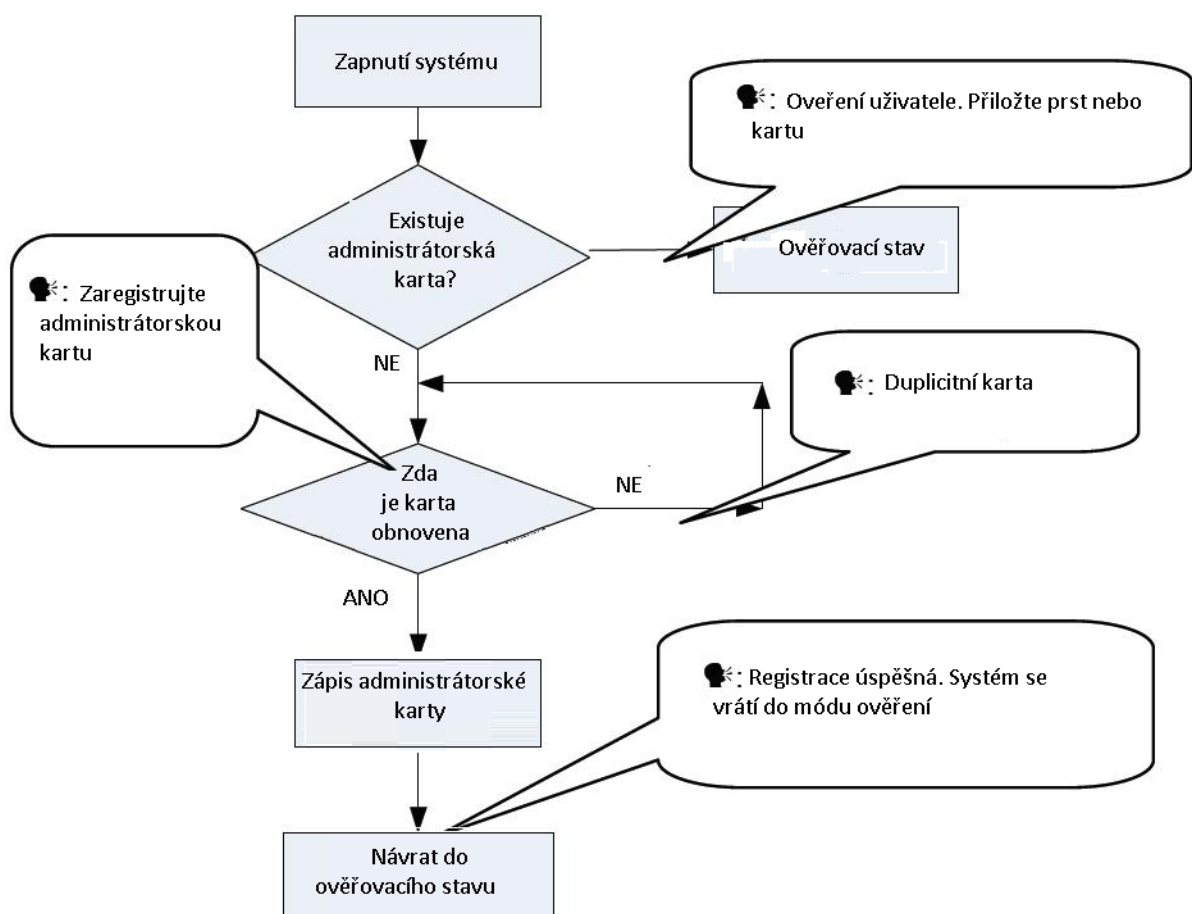 Zapnutí systému
: Oveření uživatele. Přiložte prst nebo
kartu
Existuje
administrátorská
karta?
Ověřovací stav
: Zaregistrujte
administrátorskou
kartu
NE
: Duplicitní karta
Zda
je karta
obnovena
NE
ANO
Zápis administrátorské
karty
: Registrace úspěšná. Systém se
vrátí do módu ověření
Návrat do
ověřovacího stavu